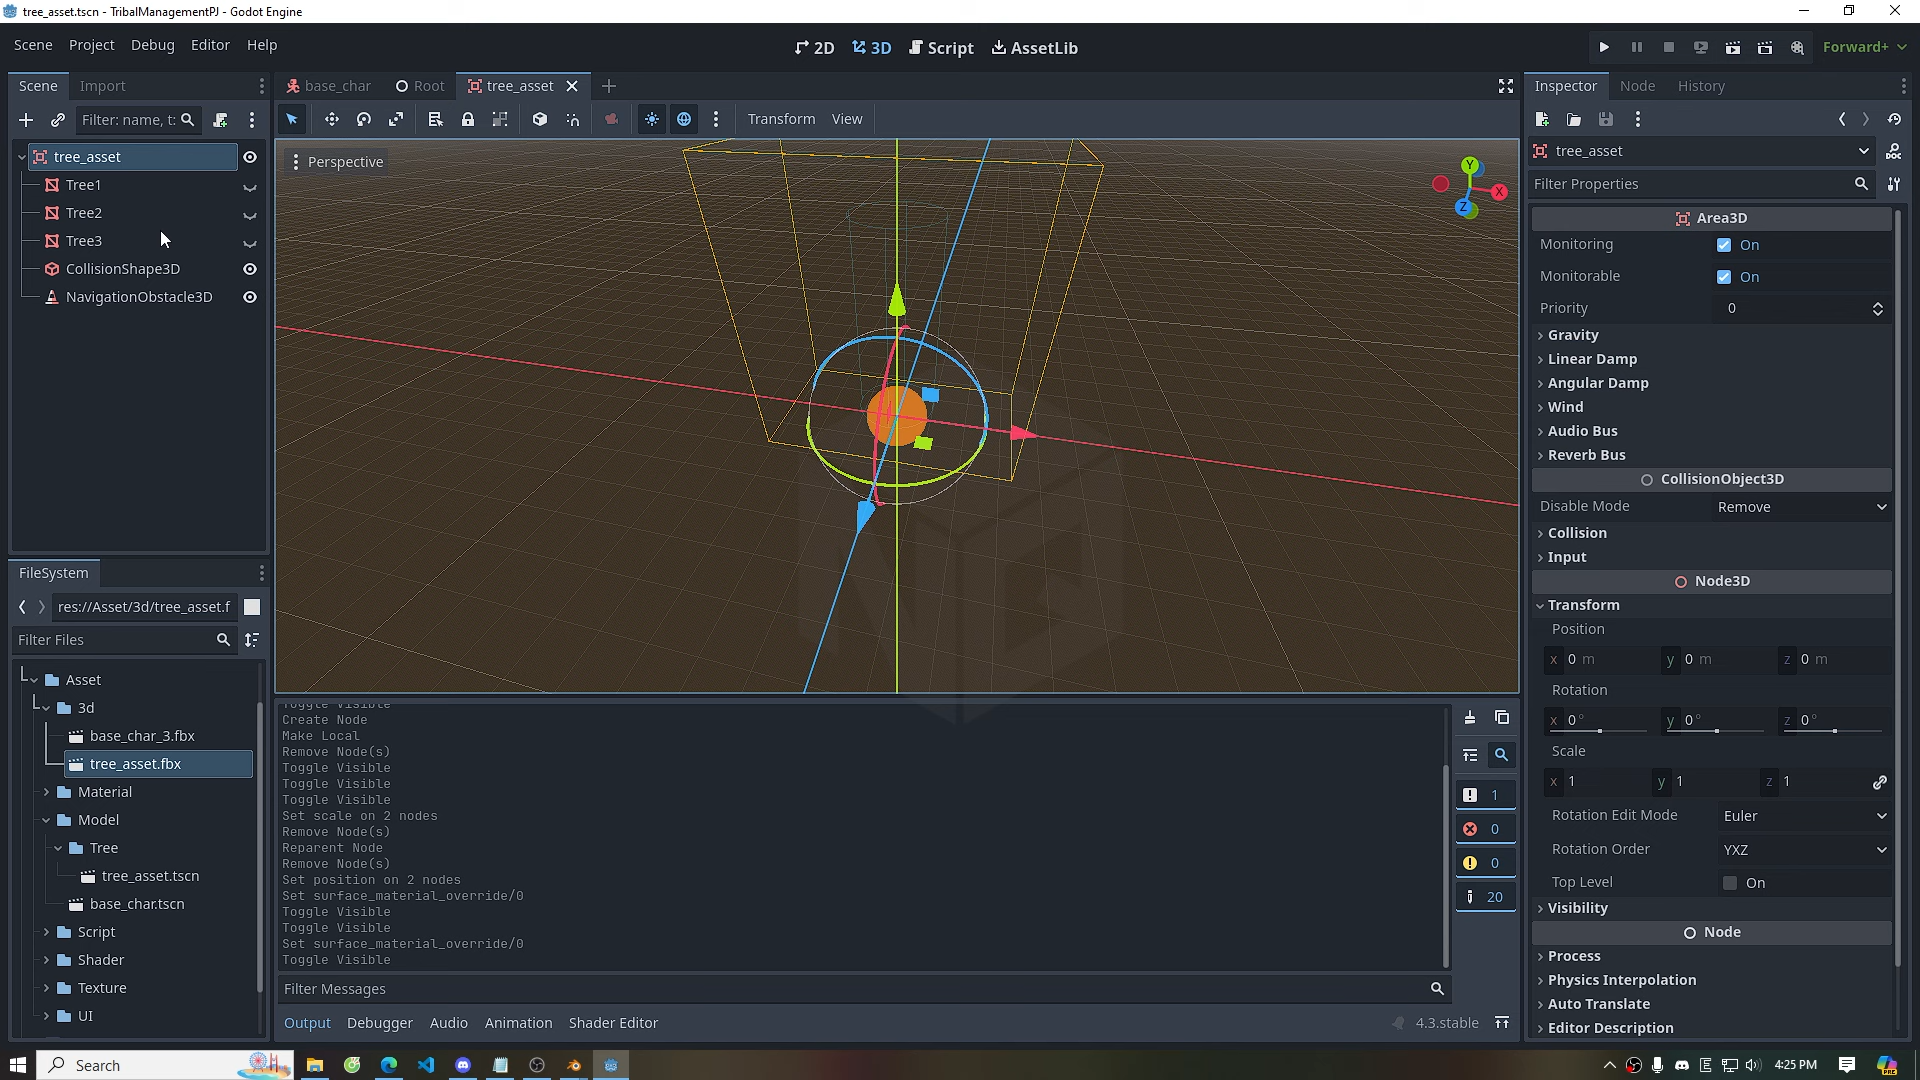 tree_asset.tscn - TribalManagementPJ - Godot Engine
Scene Project Debug Editor Help
2D 3D Script AssetLib
Forward+
Scene Import
base_char Root tree_asset
Inspector Node History
Filter: name, t:
Transform View
tree_asset
Tree1
Tree2
Tree3
CollisionShape3D
NavigationObstacle3D
Perspective
Y
X
Z
tree_asset
Filter Properties
Area3D
Monitoring On
Monitorable On
Priority 0
Gravity
Linear Damp
Angular Damp
Wind
Audio Bus
Reverb Bus
CollisionObject3D
Disable Mode Remove
Collision
Input
Node3D
Transform
Position
x 0 m y 0 m z 0 m
Rotation
x 0° y 0° z 0°
Scale
x 1 y 1 z 1
Rotation Edit Mode Euler
Rotation Order YXZ
Top Level On
Visibility
Node
Process
Physics Interpolation
Auto Translate
Editor Description
FileSystem
res://Asset/3d/tree_asset.f
Filter Files
Asset
3d
base_char_3.fbx
tree_asset.fbx
Material
Model
Tree
tree_asset.tscn
base_char.tscn
Script
Shader
Texture
UI
Toggle Visible
Create Node
Make Local
Remove Node(s)
Toggle Visible
Toggle Visible
Toggle Visible
Set scale on 2 nodes
Remove Node(s)
Reparent Node
Remove Node(s)
Set position on 2 nodes
Set surface_material_override/0
Toggle Visible
Toggle Visible
Set surface_material_override/0
Toggle Visible
1
0
0
20
Filter Messages
Output Debugger Audio Animation Shader Editor
4.3.stable
Search
4:25 PM